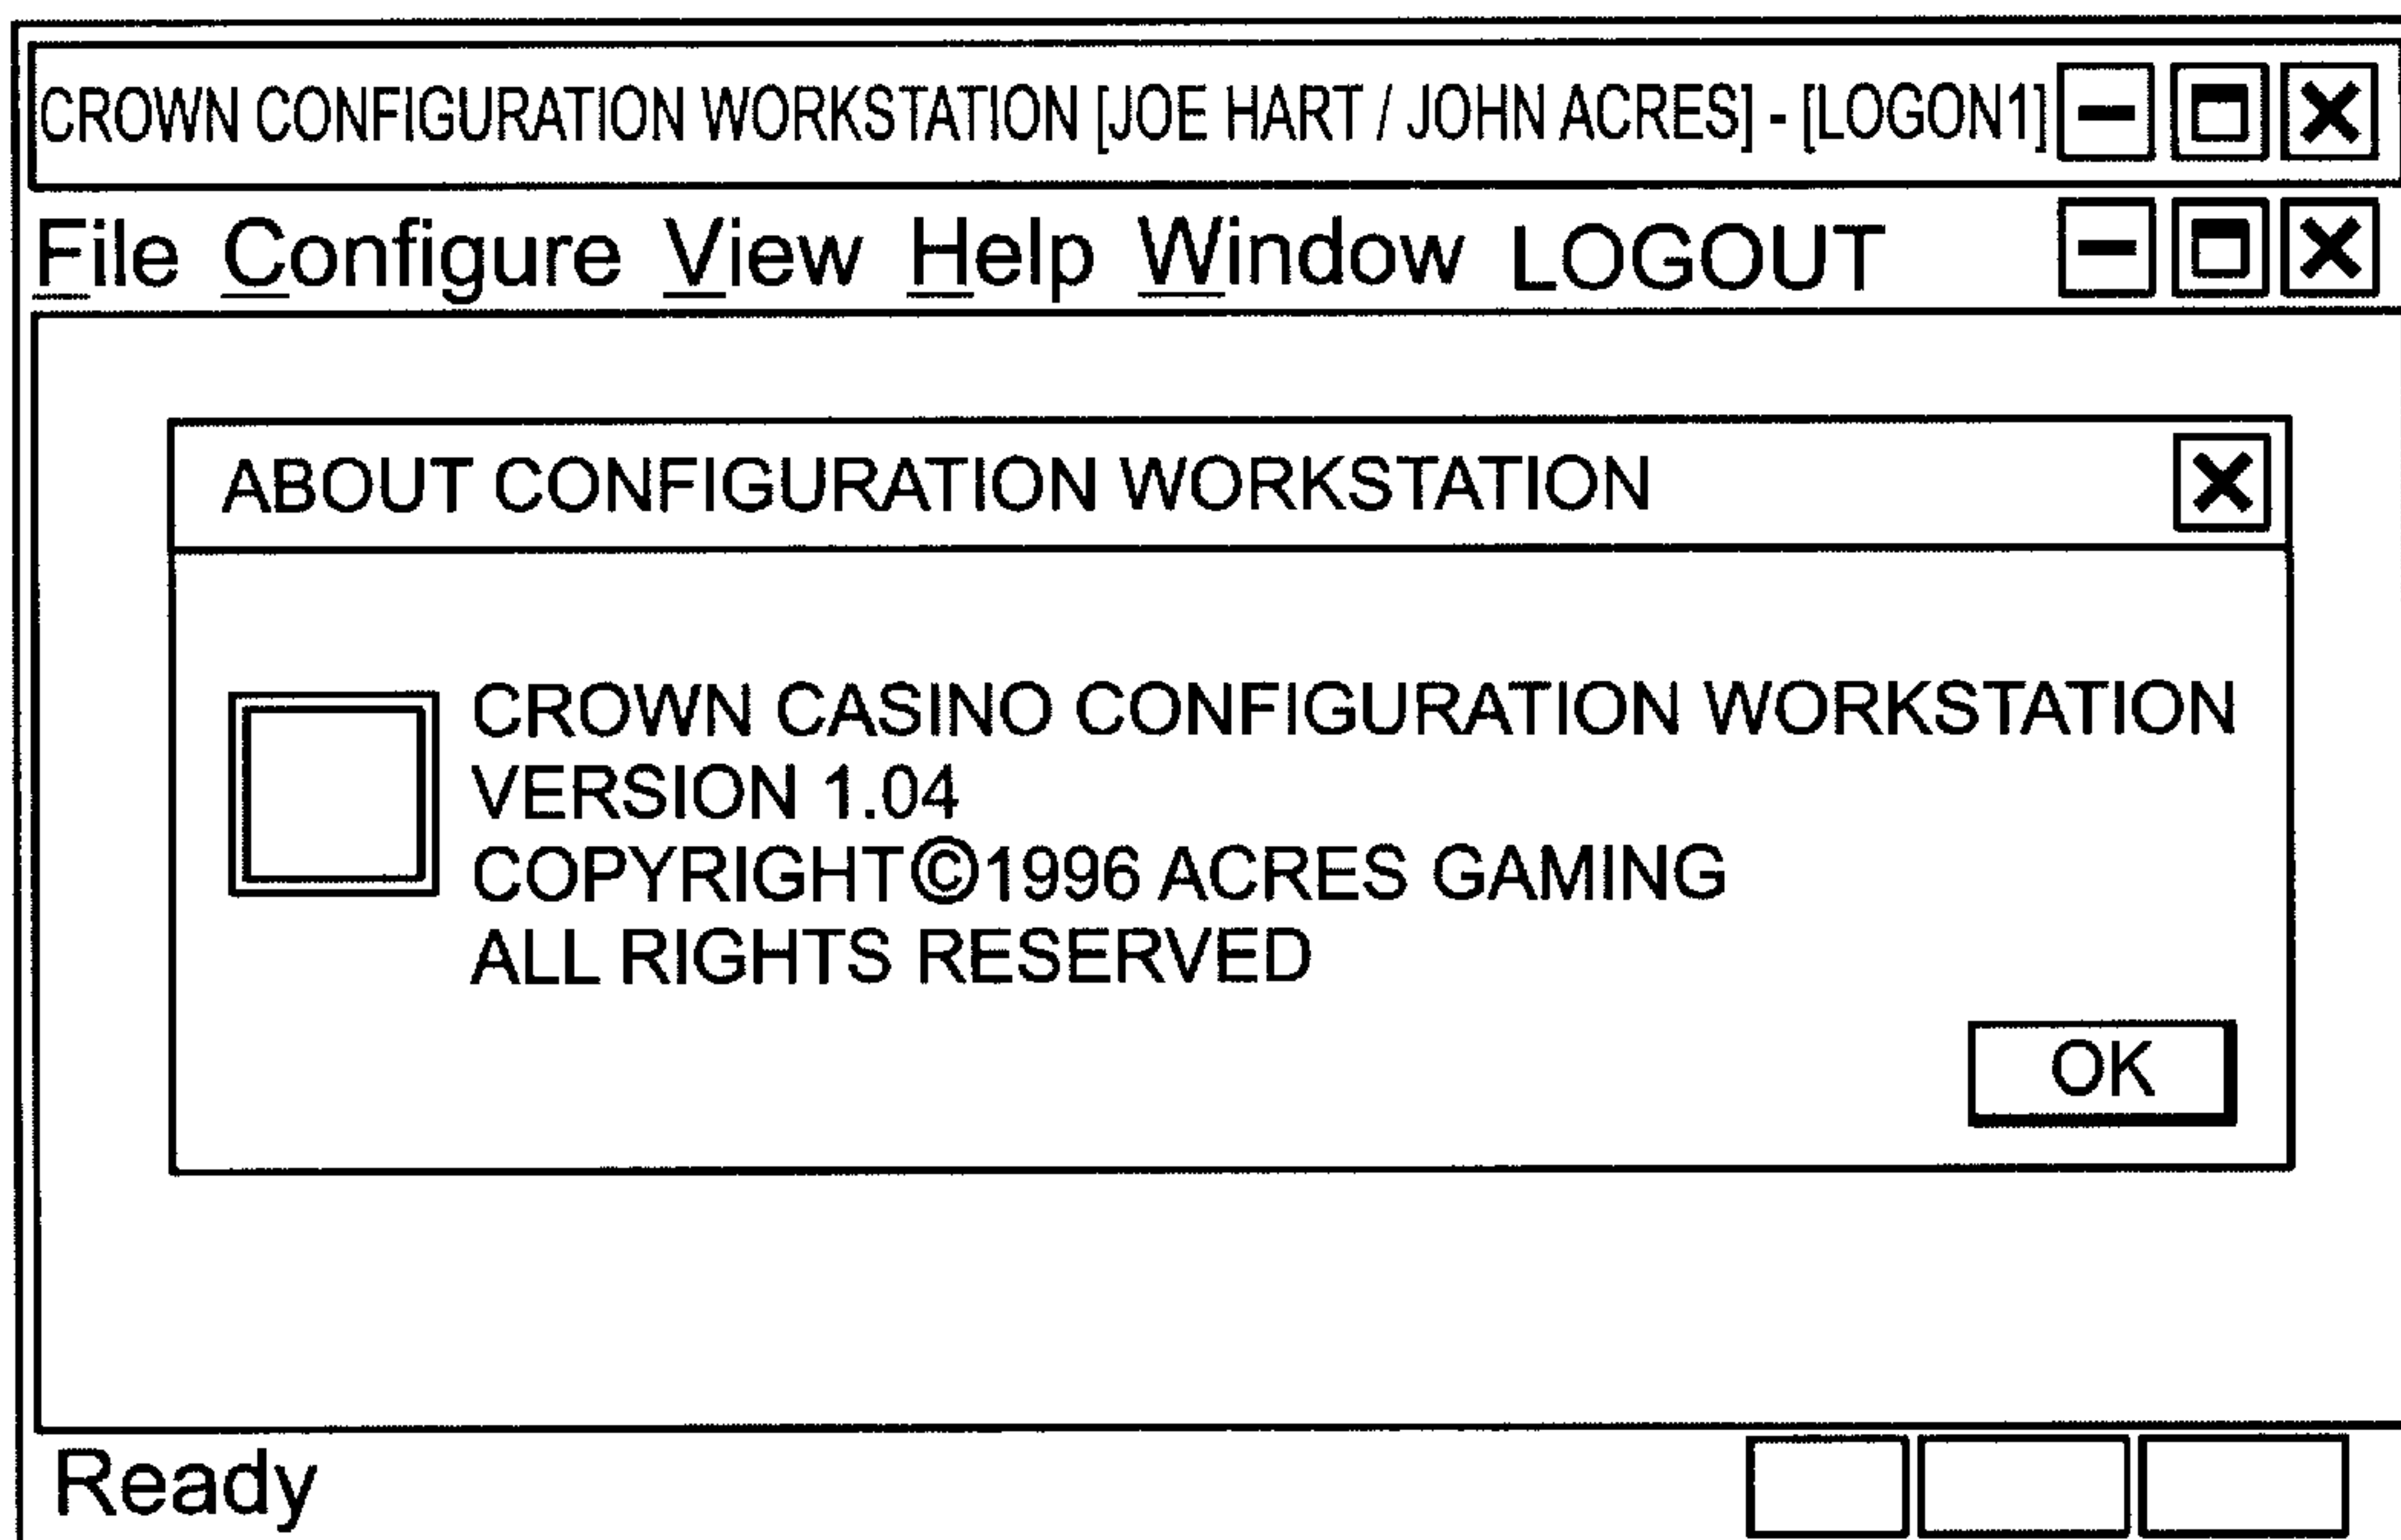 CROWN CONFIGURATION WORKSTATION [JOE HART / JOHN ACRES] - [LOGON1]
File Configure View Help Window LOGOUT
ABOUT CONFIGURATION WORKSTATION
CROWN CASINO CONFIGURATION WORKSTATION
VERSION 1.04
COPYRIGHT©1996 ACRES GAMING
ALL RIGHTS RESERVED
OK
Ready